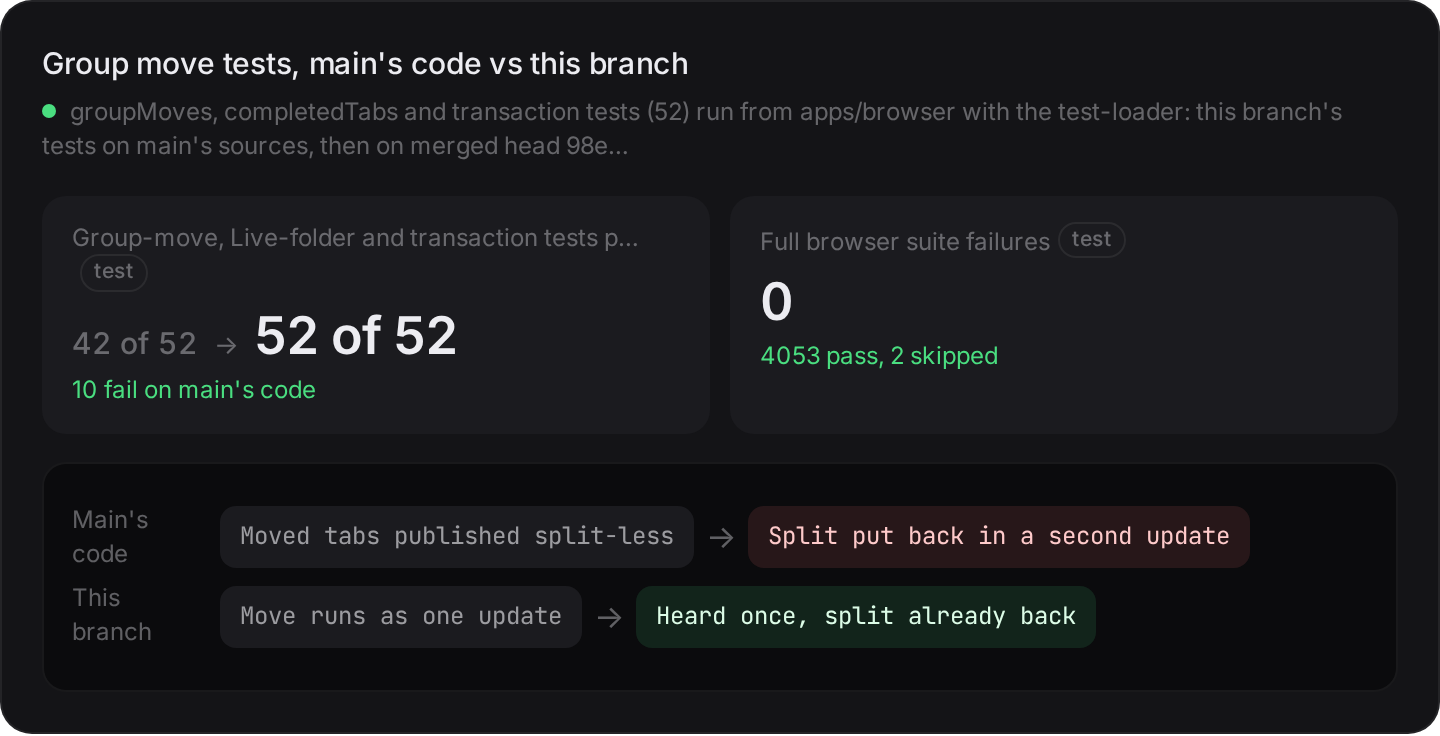 Group move tests, main's code vs this branch
groupMoves, completedTabs and transaction tests (52) run from apps/browser with the test-loader: this branch's
tests on main's sources, then on merged head 98e...
Group-move, Live-folder and transaction tests p...
test
42 of 52 → 52 of 52
10 fail on main's code
Full browser suite failures test
0
4053 pass, 2 skipped
Main's
code
Moved tabs published split-less → Split put back in a second update
This
branch
Move runs as one update → Heard once, split already back